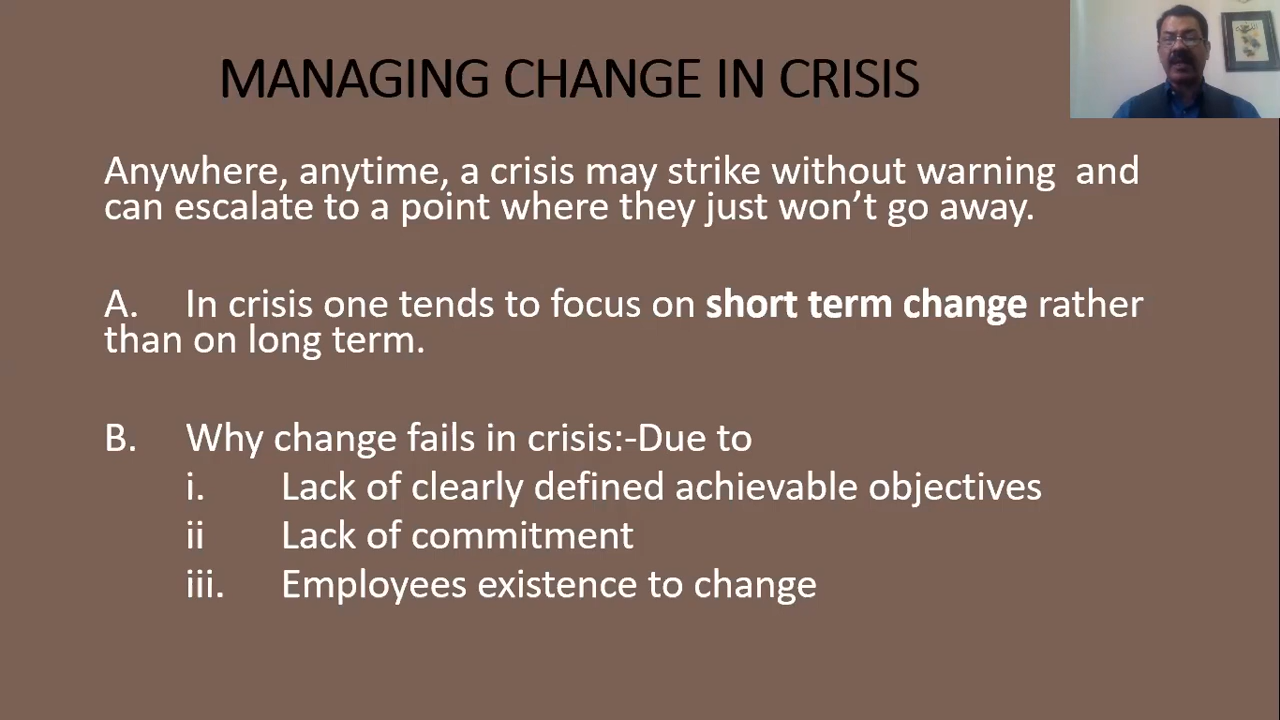 MANAGING CHANGE IN CRISIS
Anywhere, anytime, a crisis may strike without warning  and
can escalate to a point where they just won’t go away.
A. In crisis one tends to focus on short term change rather
than on long term.
B. Why change fails in crisis:-Due to
i. Lack of clearly defined achievable objectives
ii Lack of commitment
iii. Employees existence to change